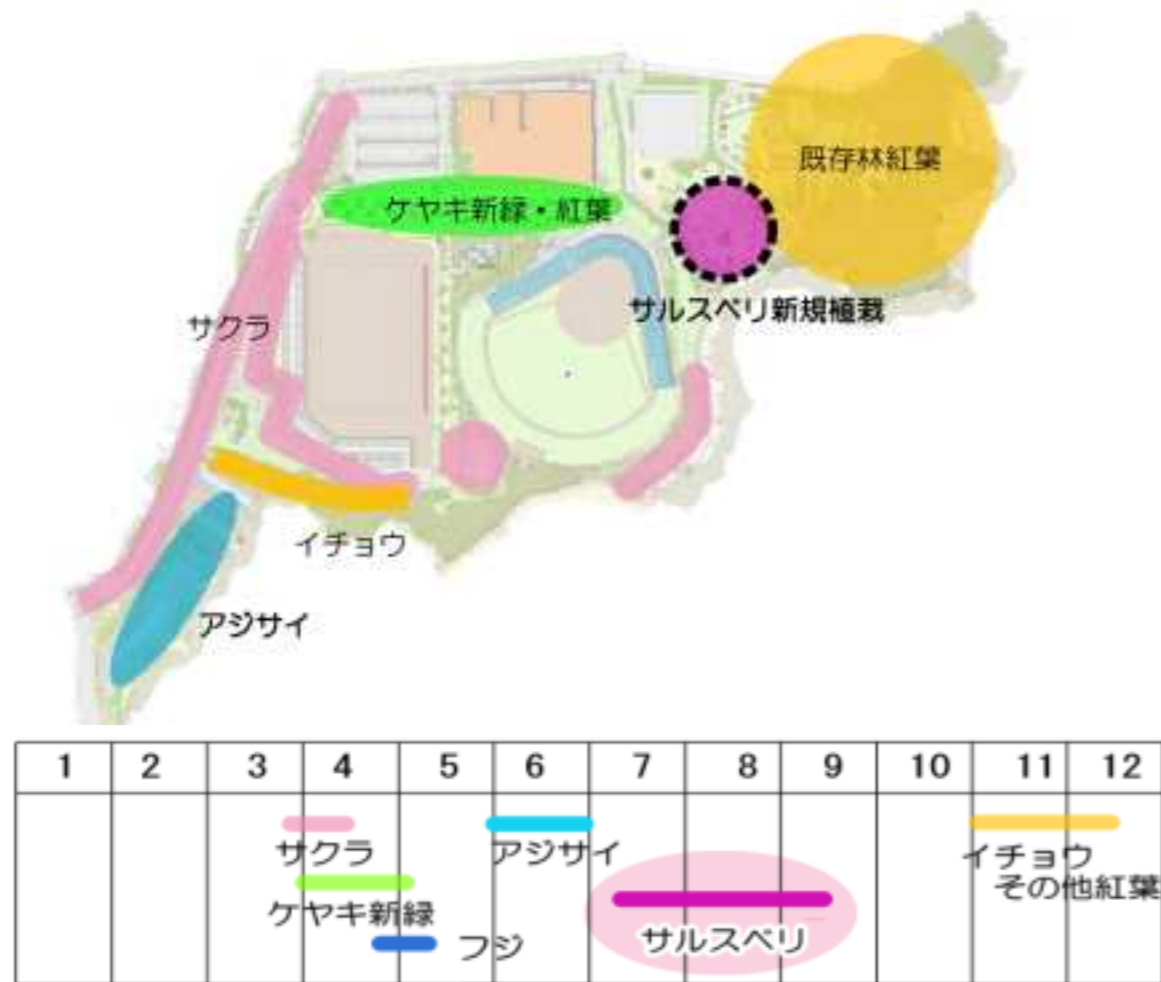 既存林紅葉
ケヤキ新緑・紅葉
サルスベリ新規植栽
サクラ
イチョウ
アジサイ
1 2 3 4 5 6 7 8 9 10 11 12
サクラ アジサイ イチョウ
その他紅葉
ケヤキ新緑
サルスベリ
フジ